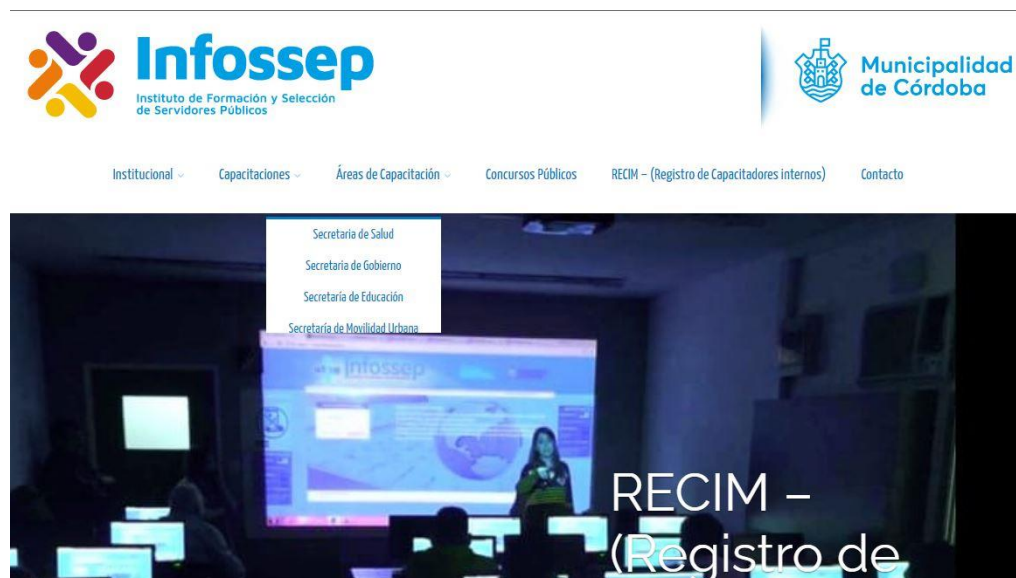 Infossep
Instituto de Formación y Selección
de Servidores Públicos
Municipalidad
de Córdoba
Institucional
Capacitaciones
Áreas de Capacitación
Concursos Públicos
RECIM – (Registro de Capacitadores internos)
Contacto
Secretaria de Salud
Secretaria de Gobierno
Secretaría de Educación
Secretaría de Movilidad Urbana
Infossep
RECIM –
(Registro de